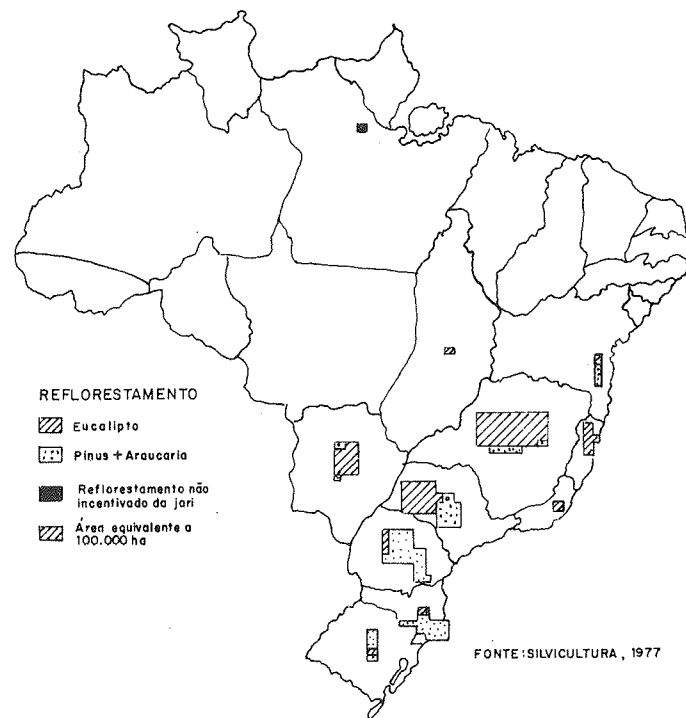 REFLORESTAMENTO
Eucalipto
Pinus + Araucaria
Reflorestamento não
incentivado da jari
Área equivalente a
100.000 ha
FONTE: SILVICULTURA, 1977